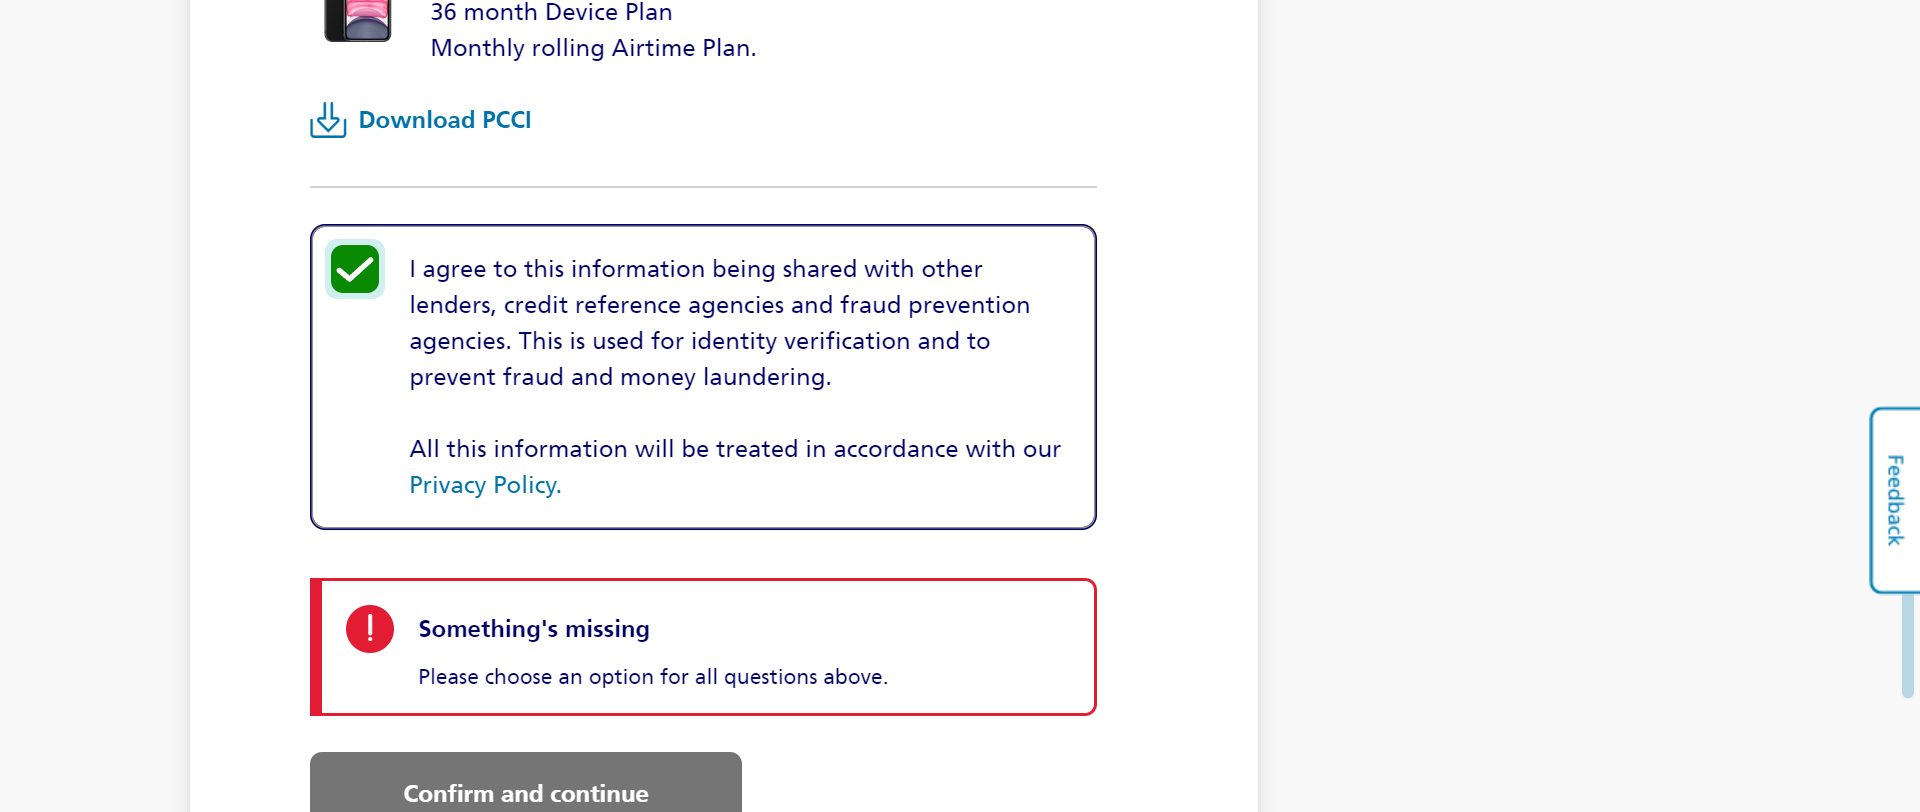 36 month Device Plan
Monthly rolling Airtime Plan.
Download PCCI
I agree to this information being shared with other
lenders, credit reference agencies and fraud prevention
agencies. This is used for identity verification and to
prevent fraud and money laundering.
All this information will be treated in accordance with our
Privacy Policy.
Feedback
Something's missing
Please choose an option for all questions above.
Confirm and continue